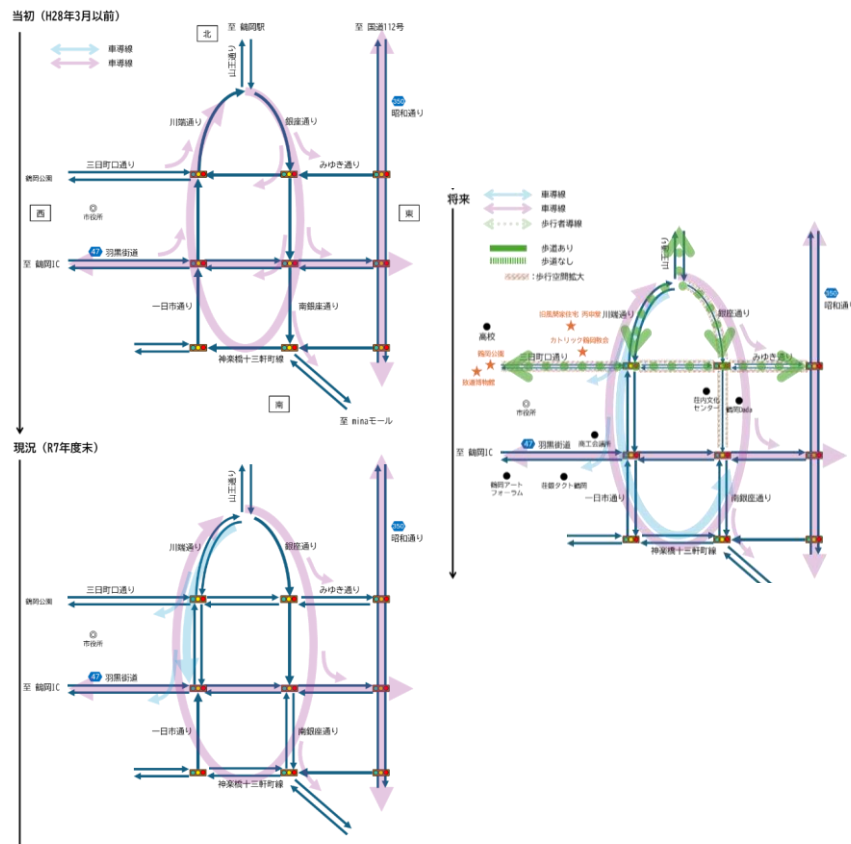 当初（H28年3月以前）
車導線
車導線
北
至 鶴岡駅
山王通り
至 国道112号
350
昭和通り
川端通り
銀座通り
三日町口通り
みゆき通り
鶴岡公園
市役所
西
東
47 羽黒街道
至 鶴岡IC
一日市通り
南銀座通り
神楽橋十三軒町線
南
至 minaモール
現況（R7年度末）
山王通り
350
昭和通り
川端通り
銀座通り
三日町口通り
みゆき通り
鶴岡公園
市役所
47 羽黒街道
至 鶴岡IC
一日市通り
南銀座通り
神楽橋十三軒町線
将来
車導線
車導線
歩行者導線
歩道あり
歩道なし
:歩行空間拡大
山王通り
350
昭和通り
旧風間家住宅 丙申堂
川端通り
銀座通り
高校
カトリック鶴岡教会
鶴岡公園
三日町口通り
みゆき通り
致道博物館
荘内文化
センター
鶴岡Dada
市役所
商工会議所
47 羽黒街道
至 鶴岡IC
鶴岡アート
フォーラム
荘銀タクト鶴岡
一日市通り
南銀座通り
神楽橋十三軒町線